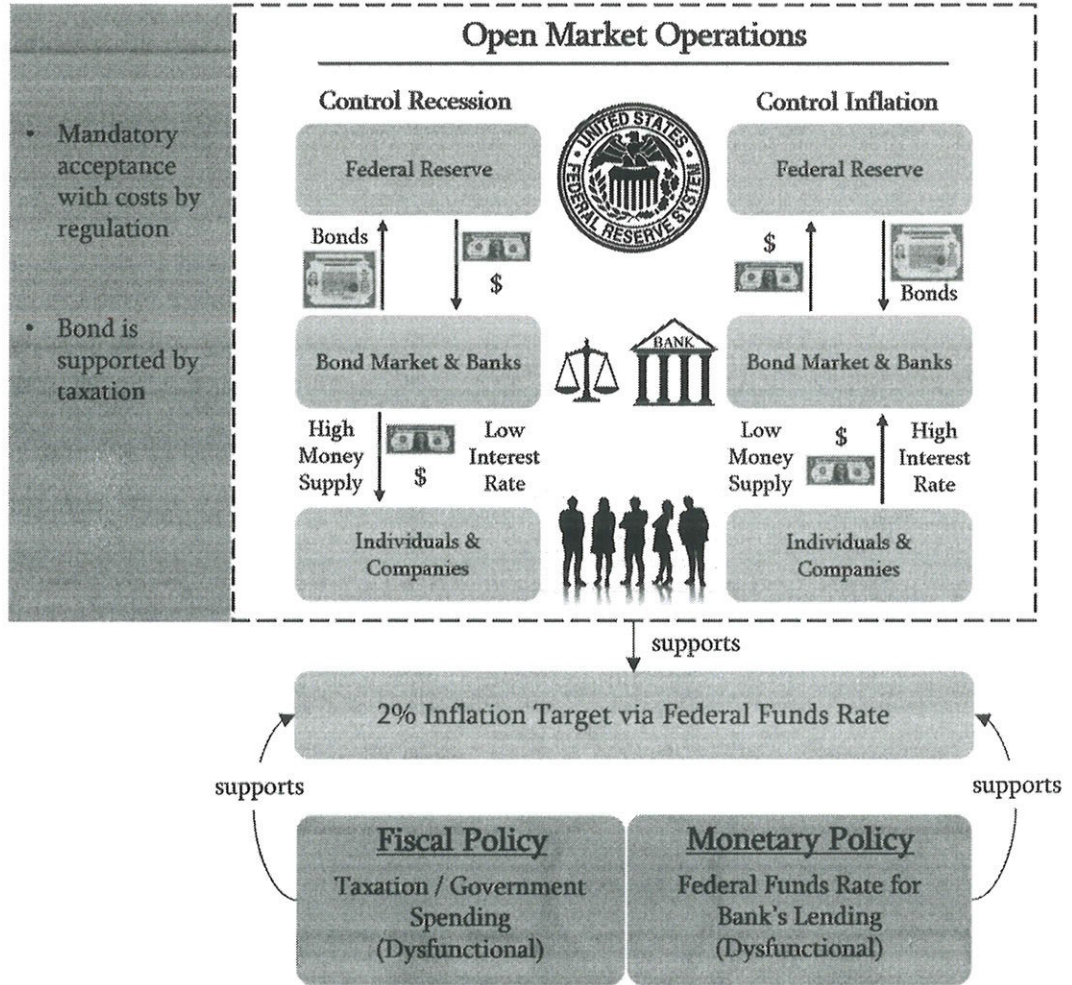 • Mandatory
acceptance
with costs by
regulation
• Bond is
supported by
taxation
Open Market Operations
Control Recession
Federal Reserve
Bonds
$
Bond Market & Banks
High
Money
Supply
$
Low
Interest
Rate
Individuals &
Companies
UNITED STATES
FEDERAL RESERVE SYSTEM
BANK
Control Inflation
Federal Reserve
$
Bonds
Bond Market & Banks
Low
Money
Supply
$
High
Interest
Rate
Individuals &
Companies
supports
2% Inflation Target via Federal Funds Rate
supports
supports
Fiscal Policy
Taxation / Government
Spending
(Dysfunctional)
Monetary Policy
Federal Funds Rate for
Bank's Lending
(Dysfunctional)